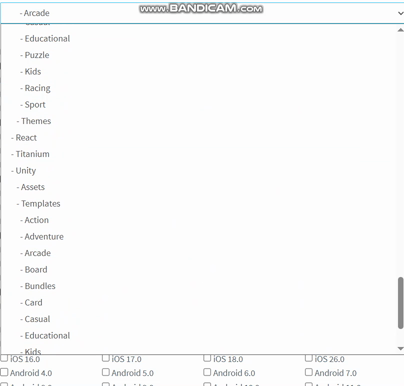 - Arcade
WWW.BANDICAM.COM
- Educational
- Puzzle
- Kids
- Racing
- Sport
- Themes
- React
- Titanium
- Unity
- Assets
- Templates
- Action
- Adventure
- Arcade
- Board
- Bundles
- Card
- Casual
- Educational
- Kids
iOS 16.0 iOS 17.0 iOS 18.0 iOS 26.0
Android 4.0 Android 5.0 Android 6.0 Android 7.0